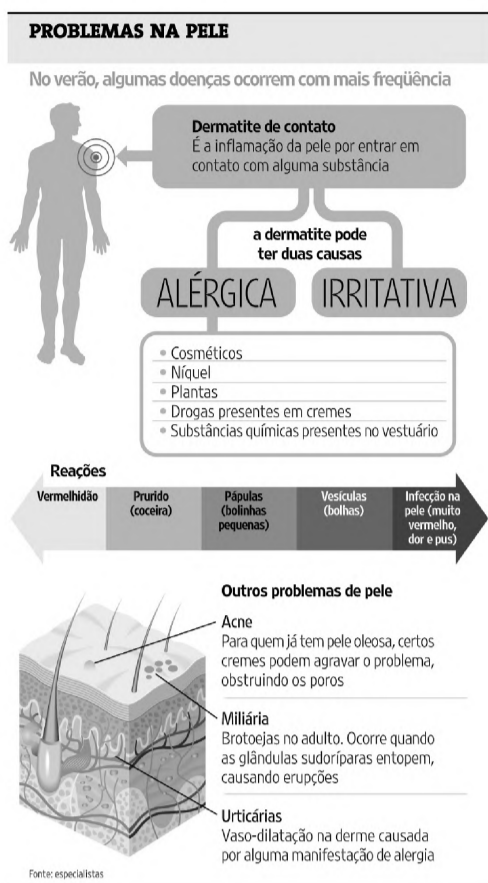 PROBLEMAS NA PELE
No verão, algumas doenças ocorrem com mais freqüência
Dermatite de contato
É a inflamação da pele por entrar em
contato com alguma substância
a dermatite pode
ter duas causas
ALÉRGICA
IRRITATIVA
• Cosméticos
• Níquel
• Plantas
• Drogas presentes em cremes
• Substâncias químicas presentes no vestuário
Reações
Vermelhidão
Prurido
(coceira)
Pápulas
(bolinhas
pequenas)
Vesículas
(bolhas)
Infecção na
pele (muito
vermelho,
dor e pus)
Outros problemas de pele
Acne
Para quem já tem pele oleosa, certos
cremes podem agravar o problema,
obstruindo os poros
Miliária
Brotoejas no adulto. Ocorre quando
as glândulas sudoríparas entopem,
causando erupções
Urticárias
Vaso-dilatação na derme causada
por alguma manifestação de alergia
Fonte: especialistas